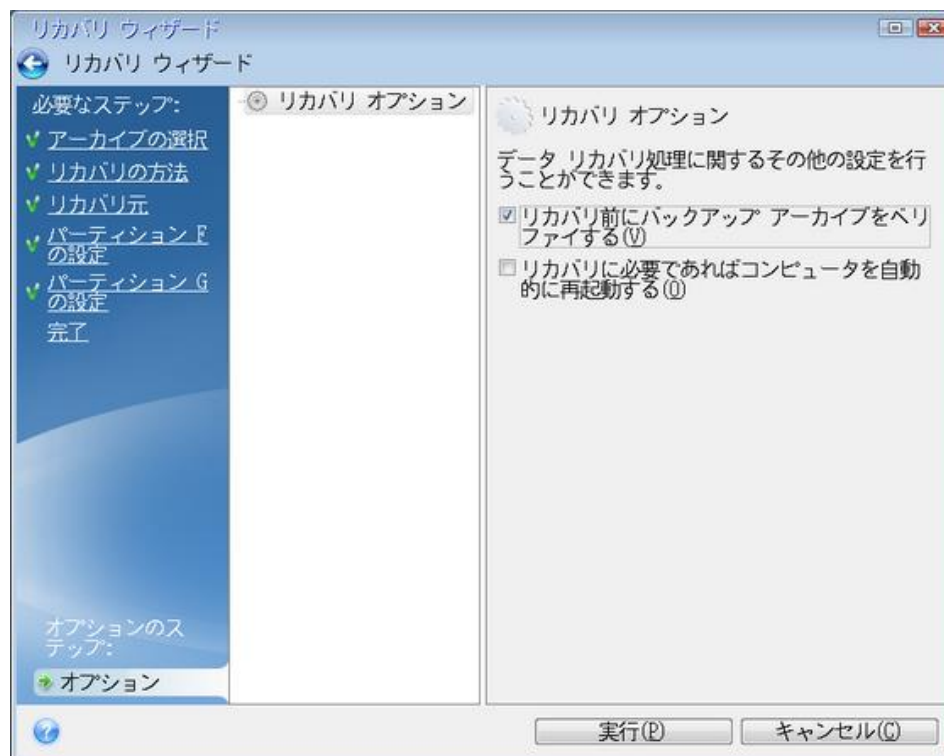 リカバリ ウィザード
リカバリ ウィザード
必要なステップ:
アーカイブの選択
リカバリの方法
リカバリ元
パーティション F
の設定
パーティション G
の設定
完了
オプションのス
テップ:
オプション
リカバリ オプション
リカバリ オプション
データ リカバリ処理に関するその他の設定を行
うことができます。
リカバリ前にバックアップ アーカイブをベリ
ファイする(V)
リカバリに必要であればコンピュータを自動
的に再起動する(O)
実行(P)
キャンセル(C)